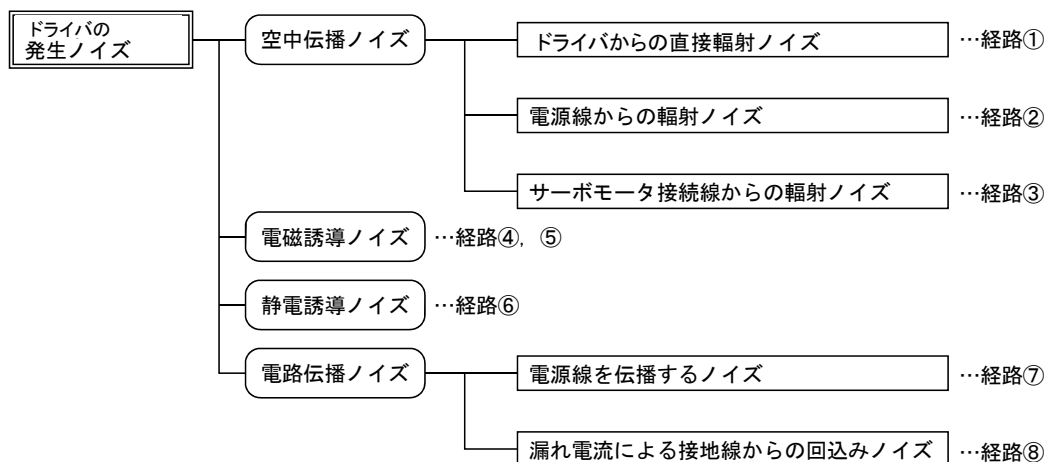 ドライバの
発生ノイズ
空中伝播ノイズ
ドライバからの直接輻射ノイズ
…経路①
電源線からの輻射ノイズ
…経路②
サーボモータ接続線からの輻射ノイズ
…経路③
電磁誘導ノイズ
…経路④, ⑤
静電誘導ノイズ
…経路⑥
電路伝播ノイズ
電源線を伝播するノイズ
…経路⑦
漏れ電流による接地線からの回込みノイズ
…経路⑧